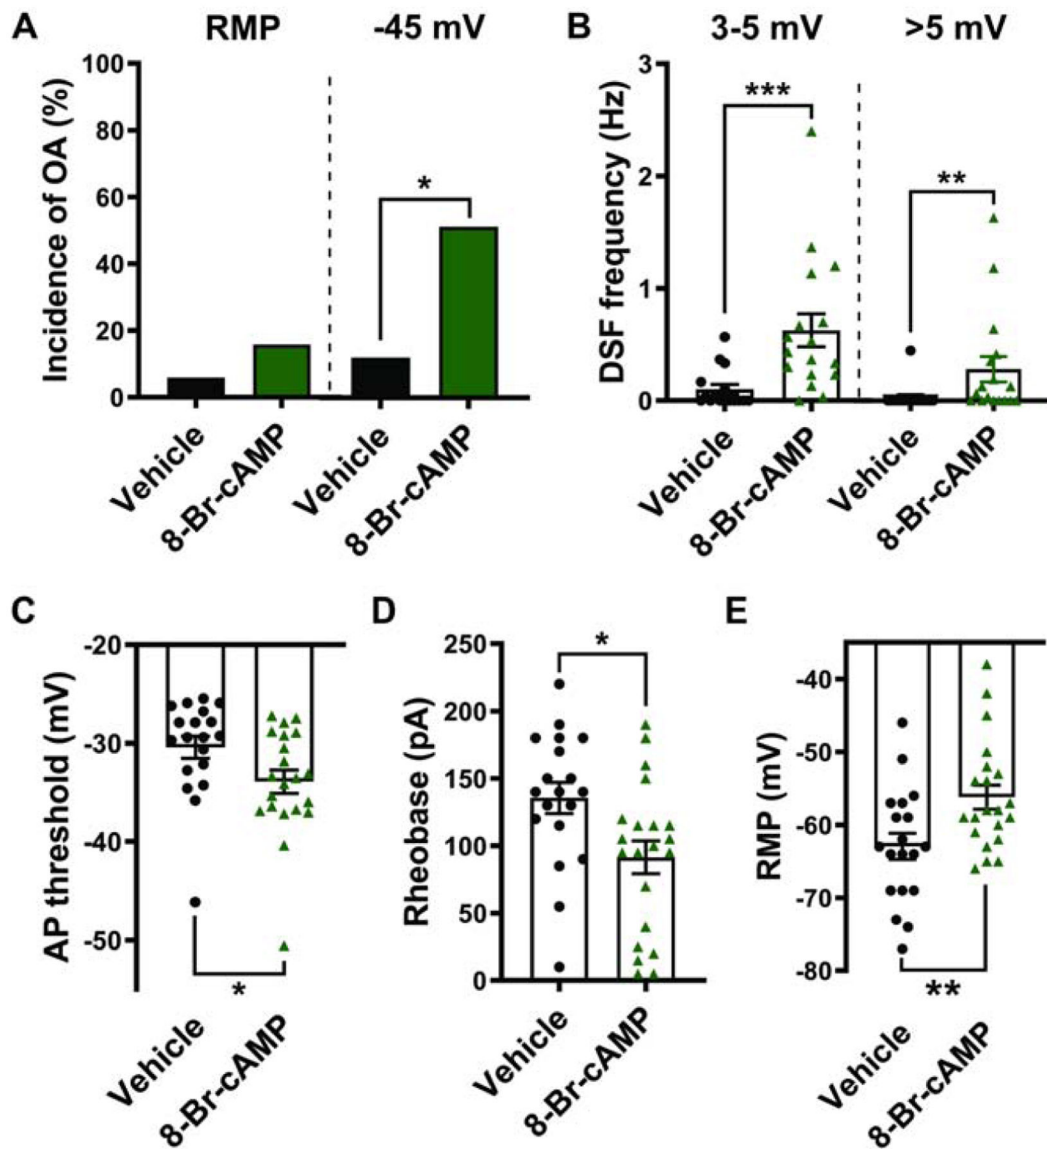 A RMP -45 mV
Incidence of OA (%)
100
80
60
40
20
0
*
Vehicle
8-Br-cAMP
Vehicle
8-Br-cAMP
B 3-5 mV >5 mV
DSF frequency (Hz)
3
2
1
0
***
**
Vehicle
8-Br-cAMP
Vehicle
8-Br-cAMP
C
AP threshold (mV)
-20
-30
-40
-50
*
Vehicle
8-Br-cAMP
D
Rheobase (pA)
250
200
150
100
50
0
*
Vehicle
8-Br-cAMP
E
RMP (mV)
-40
-50
-60
-70
-80
**
Vehicle
8-Br-cAMP